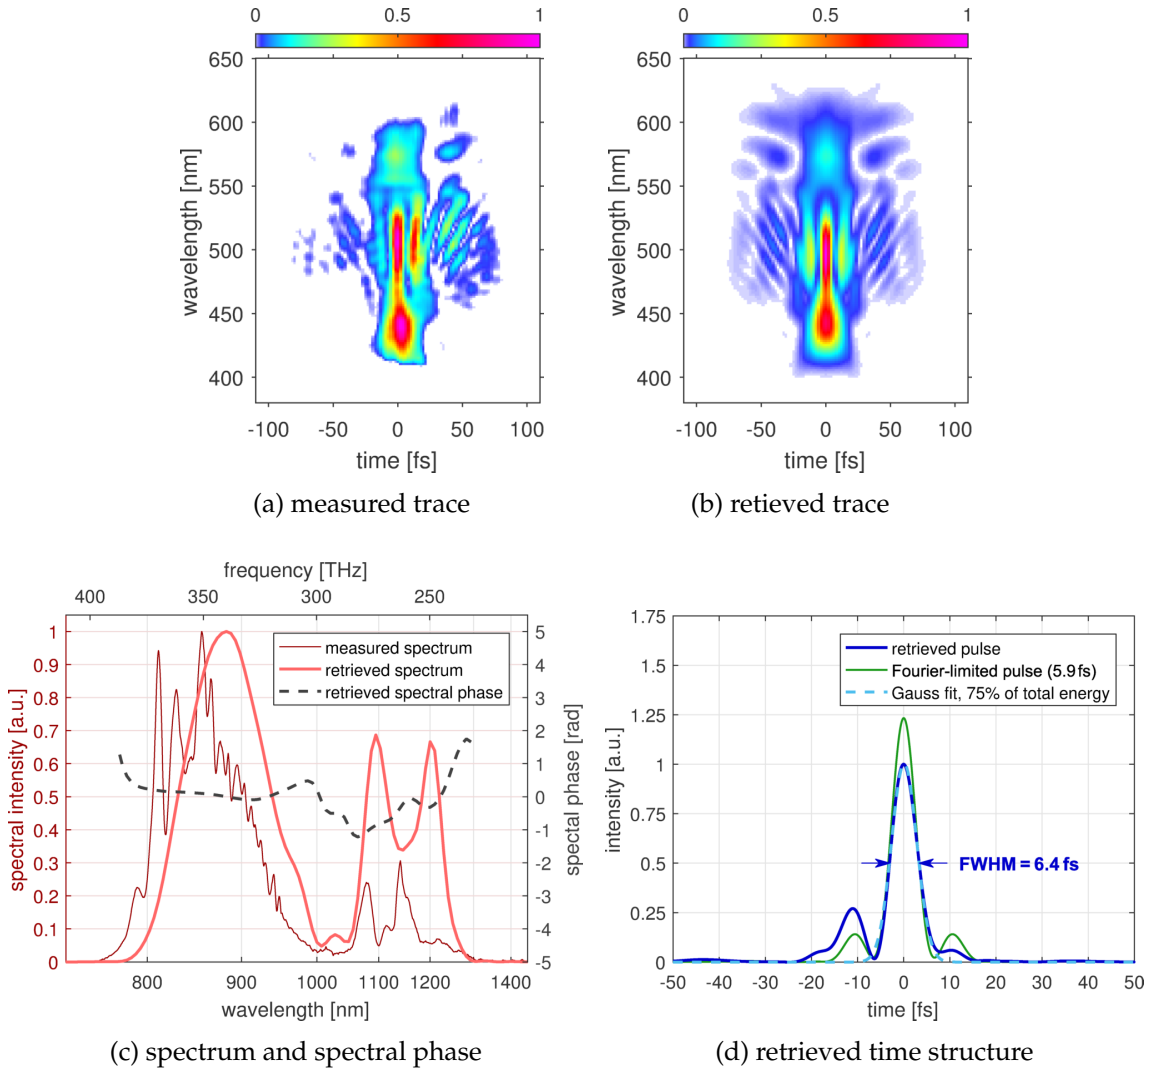 0 0.5 1
0 0.5 1
650
600
550
500
450
400
wavelength [nm]
-100 -50 0 50 100
time [fs]
(a) measured trace
650
600
550
500
450
400
wavelength [nm]
-100 -50 0 50 100
time [fs]
(b) retieved trace
frequency [THz]
400 350 300 250
1
0.9
0.8
0.7
0.6
0.5
0.4
0.3
0.2
0.1
0
spectral intensity [a.u.]
measured spectrum
retrieved spectrum
retrieved spectral phase
5
4
3
2
1
0
-1
-2
-3
-4
-5
spectal phase [rad]
800 900 1000 1100 1200 1400
wavelength [nm]
(c) spectrum and spectral phase
1.75
1.5
1.25
1
0.75
0.5
0.25
0
intensity [a.u.]
retrieved pulse
Fourier-limited pulse (5.9fs)
Gauss fit, 75% of total energy
FWHM = 6.4 fs
-50 -40 -30 -20 -10 0 10 20 30 40 50
time [fs]
(d) retrieved time structure